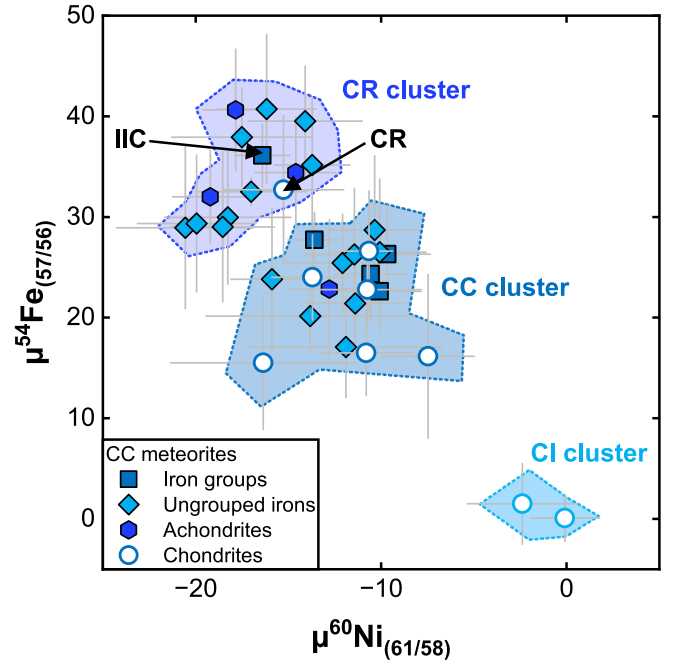 50
40
30
20
10
0
−20
−10
0
μ⁵⁴Fe(57/56)
μ⁶⁰Ni(61/58)
CR cluster
IIC
CR
CC cluster
CI cluster
CC meteorites
Iron groups
Ungrouped irons
Achondrites
Chondrites